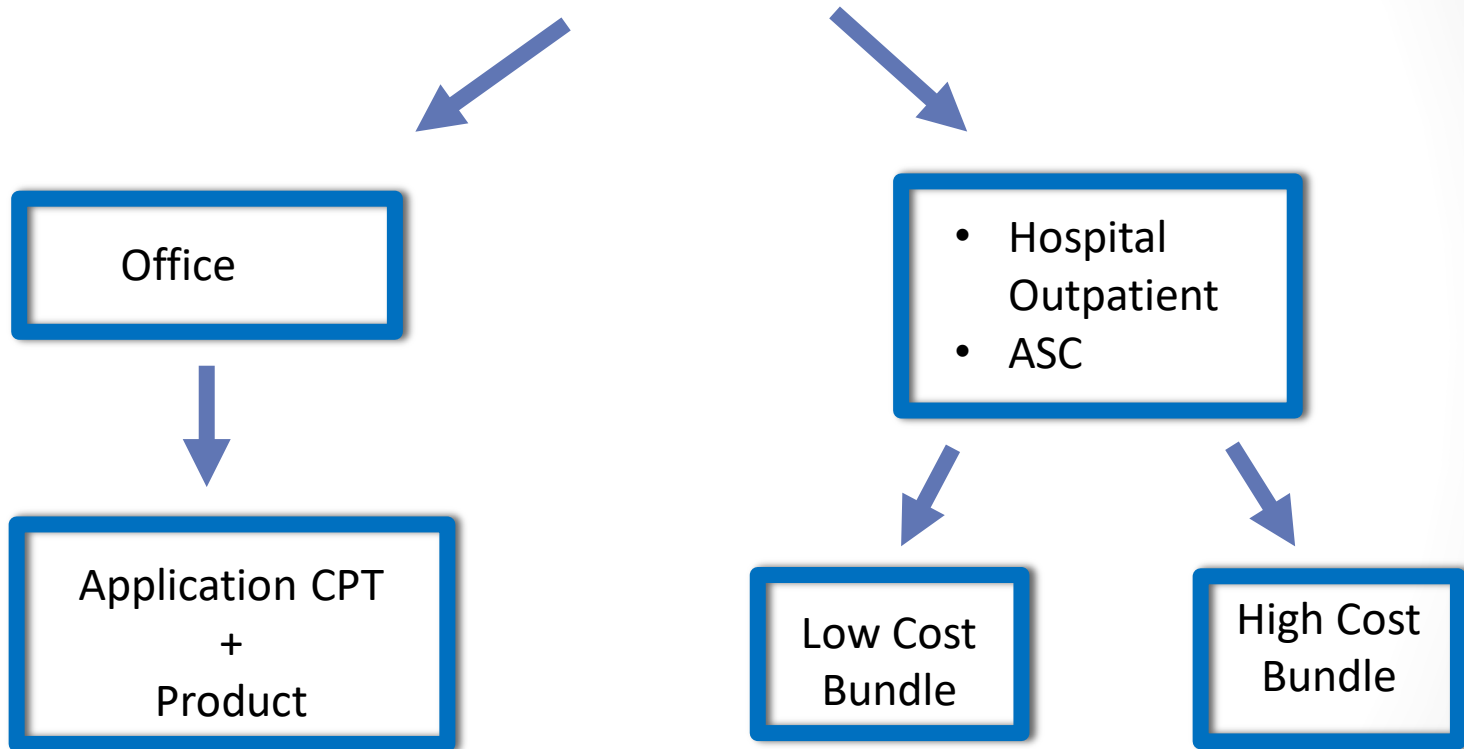 Office
• Hospital
Outpatient
• ASC
Application CPT
+
Product
Low Cost
Bundle
High Cost
Bundle